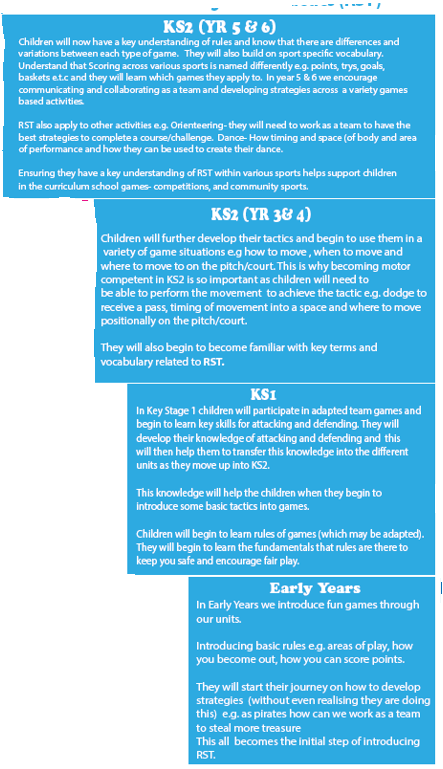 KS2 (YR 5 & 6)
Children will now have a key understanding of rules and know that there are differences and
variations between each type of game.  They will also build on sport specific vocabulary.
Understand that Scoring across various sports is named differently e.g. points, trys, goals,
baskets e.t.c and they will learn which games they apply to.  In year 5 & 6 we encourage
communicating and collaborating as a team and developing strategies across  a variety games
based activities.
RST also apply to other activities e.g. Orienteering- they will need to work as a team to have the
best strategies to complete a course/challenge.  Dance- How timing and space (of body and area
of performance and how they can be used to create their dance.
Ensuring they have a key understanding of RST within various sports helps support children
in the curriculum school games- competitions, and community sports.
KS2 (YR 3& 4)
Children will further develop their tactics and begin to use them in a
variety of game situations e.g how to move , when to move and
where to move to on the pitch/court. This is why becoming motor
competent in KS2 is so important as children will need to
be able to perform the movement  to achieve the tactic e.g. dodge to
receive a pass, timing of movement into a space and where to move
positionally on the pitch/court.
They will also begin to become familiar with key terms and
vocabulary related to RST.
KS1
In Key Stage 1 children will participate in adapted team games and
begin to learn key skills for attacking and defending. They will
develop their knowledge of attacking and defending and  this
will then help them to transfer this knowledge into the different
units as they move up into KS2.
This knowledge will help the children when they begin to
introduce some basic tactics into games.
Children will begin to learn rules of games (which may be adapted).
They will begin to learn the fundamentals that rules are there to
keep you safe and encourage fair play.
Early Years
In Early Years we introduce fun games through
our units.
Introducing basic rules e.g. areas of play, how
you become out, how you can score points.
They will start their journey on how to develop
strategies  (without even realising they are doing
this)  e.g. as pirates how can we work as a team
to steal more treasure
This all  becomes the initial step of introducing
RST.